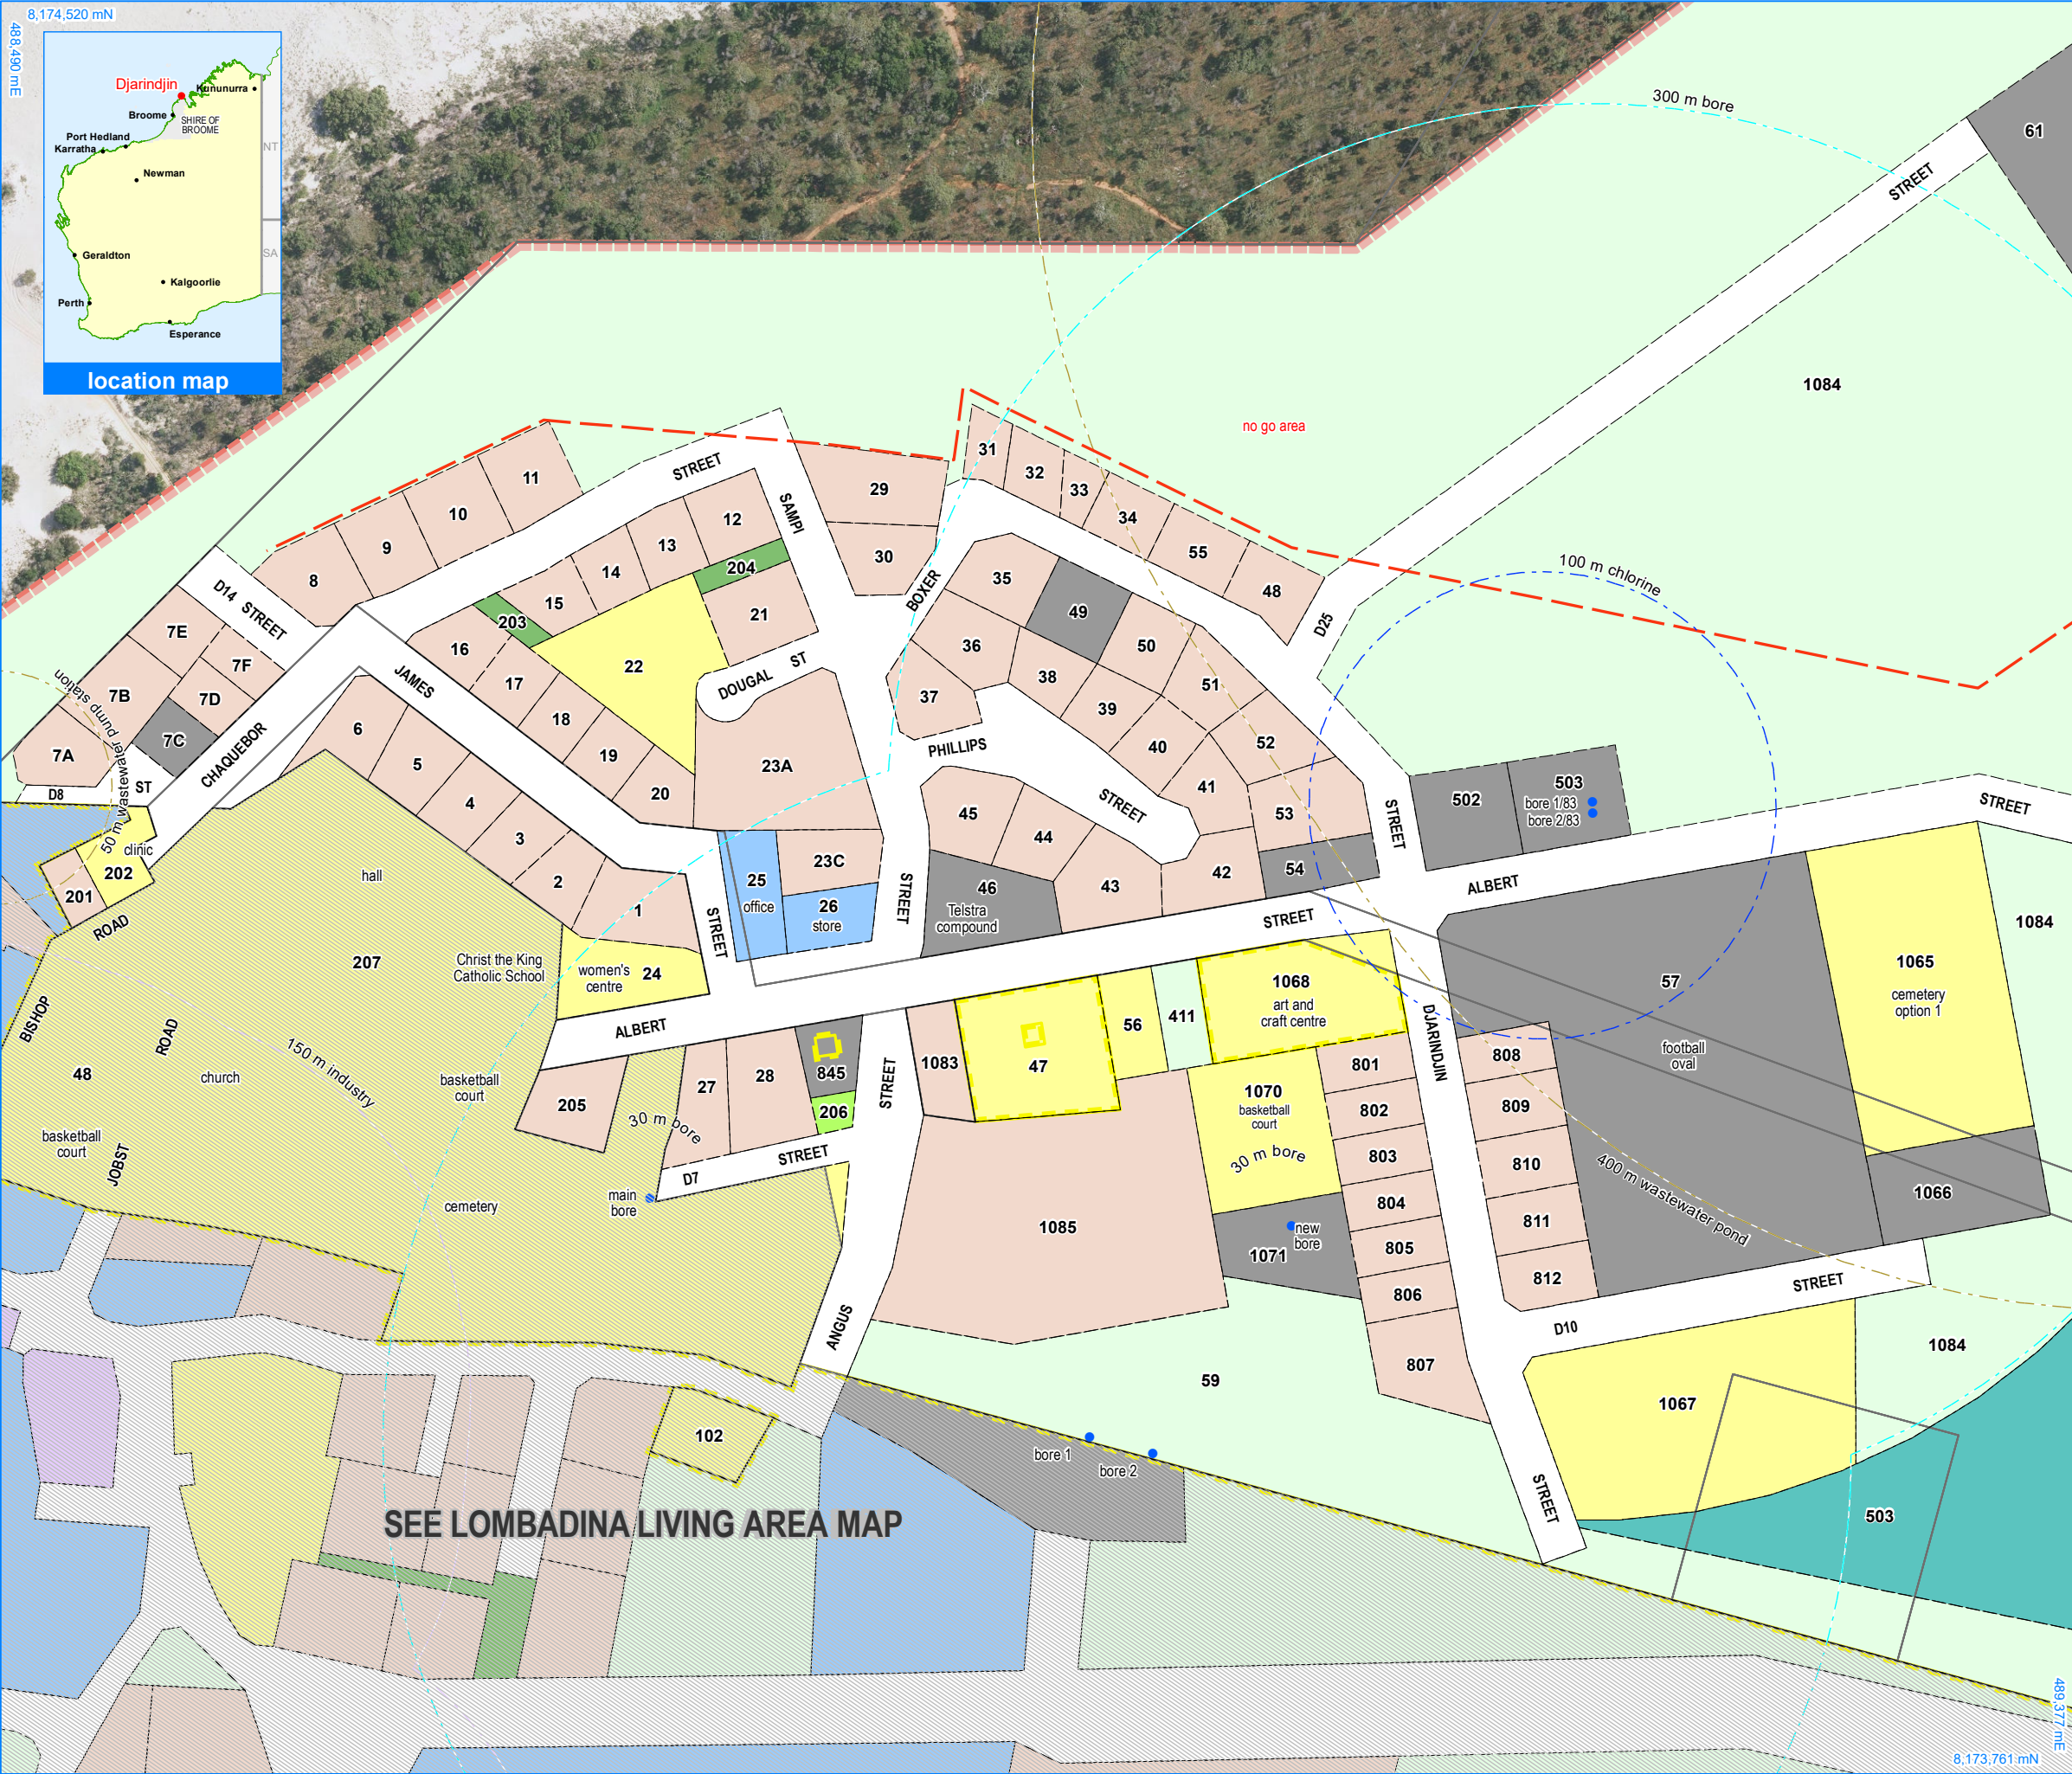 8,174,520 mN
488,490 mE
Djarindjin
Kununurra
Broome
SHIRE OF
BROOME
Port Hedland
Karratha
NT
Newman
SA
Geraldton
Kalgoorlie
Perth
Esperance
location map
300 m bore
61
STREET
1084
no go area
31
32
33
34
55
48
11
10
9
8
STREET
SAMPI
29
30
12
13
14
15
204
203
16
21
22
17
18
19
20
DOUGAL ST
23A
D14 STREET
7E
7F
7B
7D
7C
7A
50 m wastewater pump station
D8 ST
CHAQUEBOR
JAMES
6
5
4
3
2
1
BOXER
35
49
50
36
38
51
37
39
40
52
41
53
PHILLIPS
STREET
D25
100 m chlorine
45
44
43
42
54
STREET
502
503
bore 1/83
bore 2/83
STREET
ALBERT
clinic
202
201
ROAD
hall
207
Christ the King
Catholic School
women's
centre
24
STREET
25
office
23C
26
store
STREET
46
Telstra
compound
STREET
57
1065
cemetery
option 1
1084
BISHOP
48
ROAD
church
150 m industry
basketball
court
ALBERT
845
206
27
28
205
30 m bore
STREET
1083
47
56
411
1068
art and
craft centre
DJARINDJIN
801
802
803
804
805
806
807
1070
basketball
court
30 m bore
808
809
810
811
812
football
oval
basketball
court
JOBST
D7
STREET
main
bore
cemetery
1085
1071
new
bore
400 m wastewater pond
1066
STREET
D10
ANGUS
59
1084
1067
102
bore 1
bore 2
STREET
503
SEE LOMBADINA LIVING AREA MAP
489,377 mE
8,173,761 mN